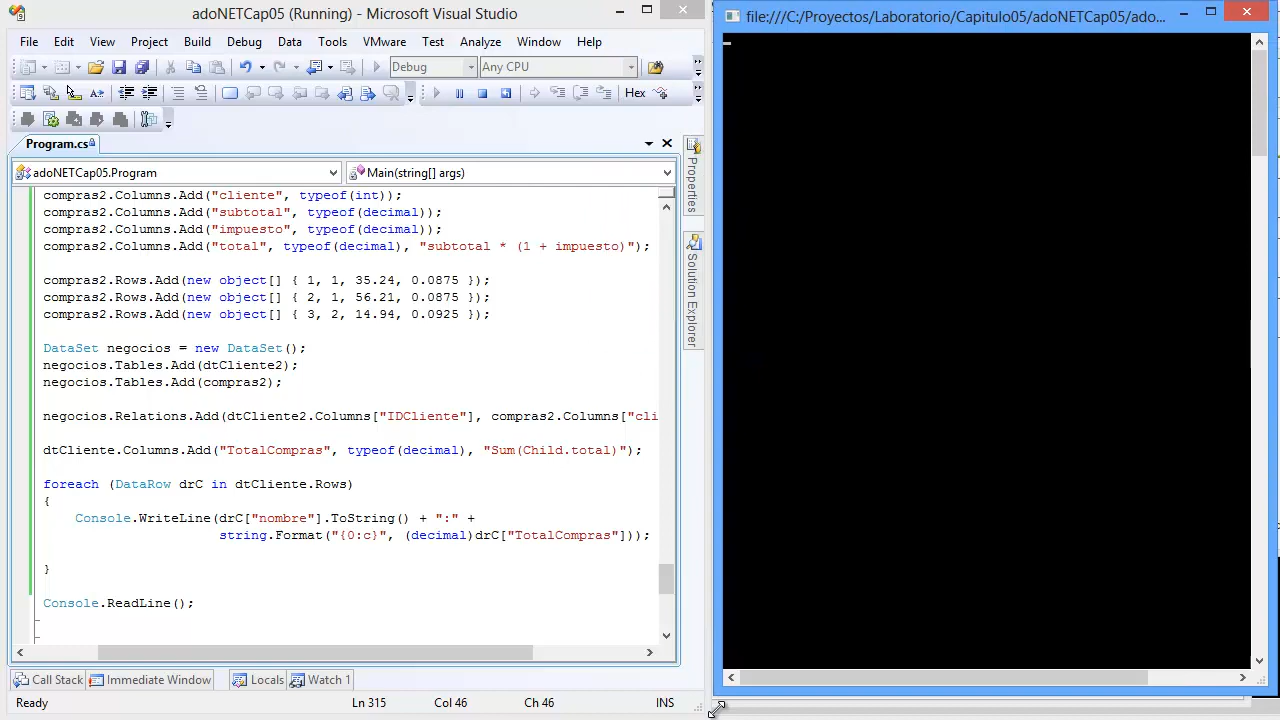 adoNETCap05 (Running) - Microsoft Visual Studio
File Edit View Project Build Debug Data Tools VMware Test Analyze Window Help
Debug Any CPU
Hex
Program.cs
adoNETCap05.Program Main(string[] args)
compras2.Columns.Add("cliente", typeof(int));
compras2.Columns.Add("subtotal", typeof(decimal));
compras2.Columns.Add("impuesto", typeof(decimal));
compras2.Columns.Add("total", typeof(decimal), "subtotal * (1 + impuesto)");
compras2.Rows.Add(new object[] { 1, 1, 35.24, 0.0875 });
compras2.Rows.Add(new object[] { 2, 1, 56.21, 0.0875 });
compras2.Rows.Add(new object[] { 3, 2, 14.94, 0.0925 });
DataSet negocios = new DataSet();
negocios.Tables.Add(dtCliente2);
negocios.Tables.Add(compras2);
negocios.Relations.Add(dtCliente2.Columns["IDCliente"], compras2.Columns["cli
dtCliente.Columns.Add("TotalCompras", typeof(decimal), "Sum(Child.total)");
foreach (DataRow drC in dtCliente.Rows)
{
Console.WriteLine(drC["nombre"].ToString() + ":" +
string.Format("{0:c}", (decimal)drC["TotalCompras"]));
}
Console.ReadLine();
Properties
Solution Explorer
Call Stack Immediate Window Locals Watch 1
Ready Ln 315 Col 46 Ch 46 INS
file:///C:/Proyectos/Laboratorio/Capitulo05/adoNETCap05/ado...